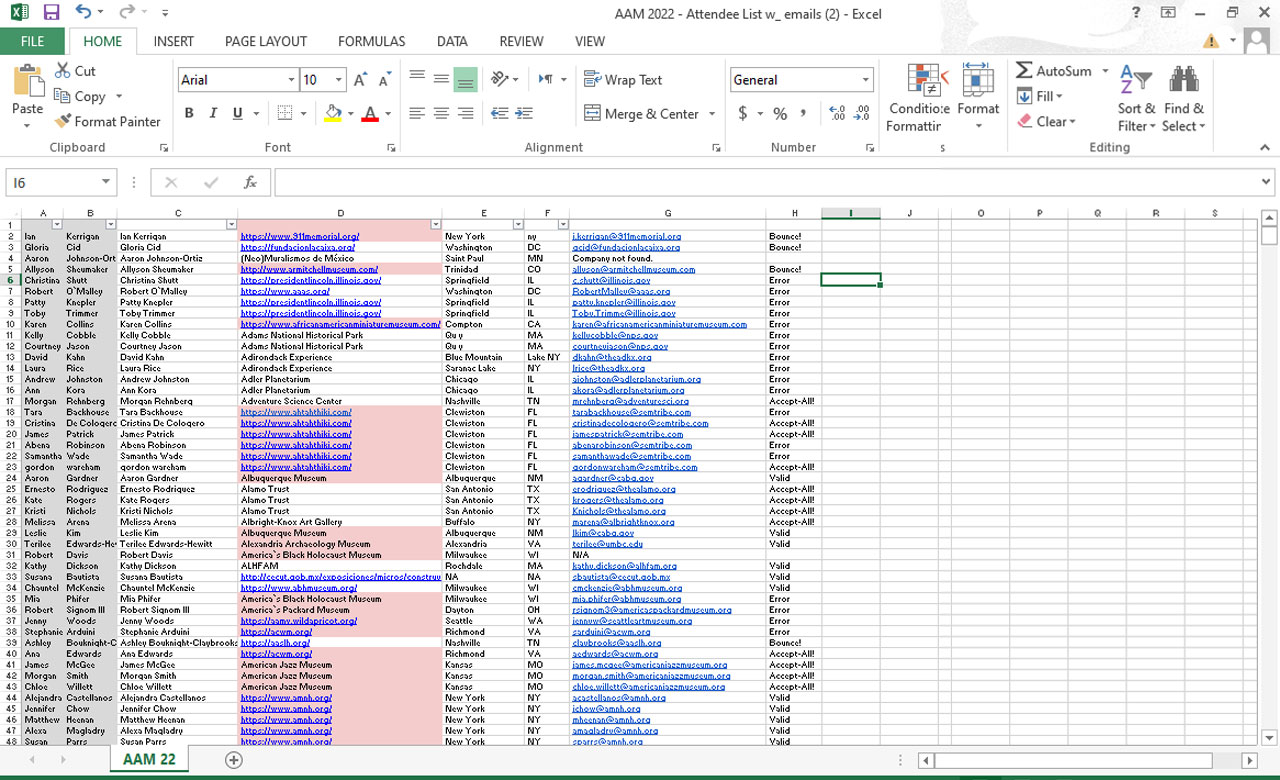 AAM 2022 - Attendee List w_ emails (2) - Excel
FILE HOME INSERT PAGE LAYOUT FORMULAS DATA REVIEW VIEW
Paste Cut Copy Format Painter Clipboard
Arial 10 B I U Font
Wrap Text Merge & Center Alignment
General $ % , Number
Conditione Formattir Format s
AutoSum Fill Clear Sort & Filter Find & Select Editing
I6 fx
A B C D E F G H I J O P Q R S
1
2 Ian Kerrigan Ian Kerrigan https://www.911memorial.org/ New York ny i.kerrigan@911memorial.org Bounce!
3 Gloria Cid Gloria Cid https://fundacionlacaixa.org/ Washington DC gcid@fundacionlacaixa.org Bounce!
4 Aaron Johnson-Ort Aaron Johnson-Ortiz (Neo)Muralismos de México Saint Paul MN Company not found.
5 Allyson Sheumaker Allyson Sheumaker http://www.armitchellmuseum.com/ Trinidad CO allyson@armitchellmuseum.com Bounce!
6 Christina Shutt Christina Shutt https://presidentlincoln.illinois.gov/ Springfield IL c.shutt@illinois.gov Error
7 Robert O`Malley Robert O`Malley https://www.aaas.org/ Washington DC RobertMalley@aaas.org Error
8 Patty Knepler Patty Knepler https://presidentlincoln.illinois.gov/ Springfield IL patty.knepler@illinois.gov Error
9 Toby Trimmer Toby Trimmer https://presidentlincoln.illinois.gov/ Springfield IL Toby.Trimme@illinois.gov Error
10 Karen Collins Karen Collins https://www.africanamericanminiaturemuseum.com/ Compton CA karen@africanamericanminiaturemuseum.com Error
11 Kelly Cobble Kelly Cobble Adams National Historical Park Qu y MA kellycobble@nps.gov Error
12 Courtney Jason Courtney Jason Adams National Historical Park Qu y MA courtneyjason@nps.gov Error
13 David Kahn David Kahn Adirondack Experience Blue Mountain Lake NY dkahn@theadkx.org Error
14 Laura Rice Laura Rice Adirondack Experience Saranac Lake NY lrice@theadkx.org Error
15 Andrew Johnston Andrew Johnston Adler Planetarium Chicago IL ajohnston@adlerplanetarium.org Error
16 Ann Kora Ann Kora Adler Planetarium Chicago IL akora@adlerplanetarium.org Error
17 Morgan Rehnberg Morgan Rehnberg Adventure Science Center Nashville TN mrehnberg@adventuresci.org Accept-All!
18 Tara Backhouse Tara Backhouse https://www.ahtahthiki.com/ Clewiston FL tarabackhouse@semtribe.com Error
19 Cristina De Cologero Cristina De Cologero https://www.ahtahthiki.com/ Clewiston FL cristinadecologero@semtribe.com Accept-All!
20 James Patrick James Patrick https://www.ahtahthiki.com/ Clewiston FL jamespatrick@semtribe.com Accept-All!
21 Abena Robinson Abena Robinson https://www.ahtahthiki.com/ Clewiston FL abenarobinson@semtribe.com Error
22 Samantha Wade Samantha Wade https://www.ahtahthiki.com/ Clewiston FL samanthawade@semtribe.com Error
23 gordon wareham gordon wareham https://www.ahtahthiki.com/ Clewiston FL gordonwareham@semtribe.com Accept-All!
24 Aaron Gardner Aaron Gardner Albuquerque Museum Albuquerque NM agardner@cabq.gov Valid
25 Ernesto Rodriguez Ernesto Rodriguez Alamo Trust San Antonio TX erodriguez@thealamo.org Accept-All!
26 Kate Rogers Kate Rogers Alamo Trust San Antonio TX krogers@thealamo.org Accept-All!
27 Kristi Nichols Kristi Nichols Alamo Trust San Antonio TX Knichols@thealamo.org Accept-All!
28 Melissa Arena Melissa Arena Albright-Knox Art Gallery Buffalo NY marena@albrightknox.org Accept-All!
29 Leslie Kim Leslie Kim Albuquerque Museum Albuquerque NM lkim@cabq.gov Valid
30 Terilee Edwards-He Terilee Edwards-Hewitt Alexandria Archaeology Museum Alexandria VA terilee@umbc.edu Valid
31 Robert Davis Robert Davis America`s Black Holocaust Museum Milwaukee WI N/A
32 Kathy Dickson Kathy Dickson ALHFAM Rochdale MA kathy.dickson@alhfam.org Valid
33 Susana Bautista Susana Bautista http://cecut.gob.mx/exposiciones/micros/construu NA NA sbautista@cecut.gob.mx Valid
34 Chauntel McKenzie Chauntel McKenzie https://www.abhmuseum.org/ Milwaukee WI cmckenzie@abhmuseum.org Valid
35 Mia Phifer Mia Phifer America`s Black Holocaust Museum Milwaukee WI mia.phifer@abhmuseum.org Error
36 Robert Signom III Robert Signom III America`s Packard Museum Dayton OH rsignom3@americaspackardmuseum.org Error
37 Jenny Woods Jenny Woods https://aamv.wildapricot.org/ Seattle WA jennyw@seattleartmuseum.org Error
38 Stephanie Arduini Stephanie Arduini https://acwm.org/ Richmond VA sarduini@acwm.org Error
39 Ashley Bouknight-C Ashley Bouknight-Claybrooks https://aaslh.org/ Nashville TN claybrooks@aaslh.org Bounce!
40 Ana Edwards Ana Edwards https://acwm.org/ Richmond VA aedwards@acwm.org Accept-All!
41 James McGee James McGee American Jazz Museum Kansas MO james.mcgee@americanjazzmuseum.org Accept-All!
42 Morgan Smith Morgan Smith American Jazz Museum Kansas MO morgan.smith@americanjazzmuseum.org Accept-All!
43 Chloe Willett Chloe Willett American Jazz Museum Kansas MO chloe.willett@americanjazzmuseum.org Accept-All!
44 Alejandra Castellanos Alejandra Castellanos https://www.amnh.org/ New York NY acastellanos@amnh.org Valid
45 Jennifer Chow Jennifer Chow https://www.amnh.org/ New York NY jchow@amnh.org Valid
46 Matthew Heenan Matthew Heenan https://www.amnh.org/ New York NY mheenan@amnh.org Valid
47 Alexa Magladry Alexa Magladry https://www.amnh.org/ New York NY amagladry@amnh.org Valid
48 Susan Parrs Susan Parrs https://www.amnh.org/ New York NY sparrs@amnh.org Valid
AAM 22